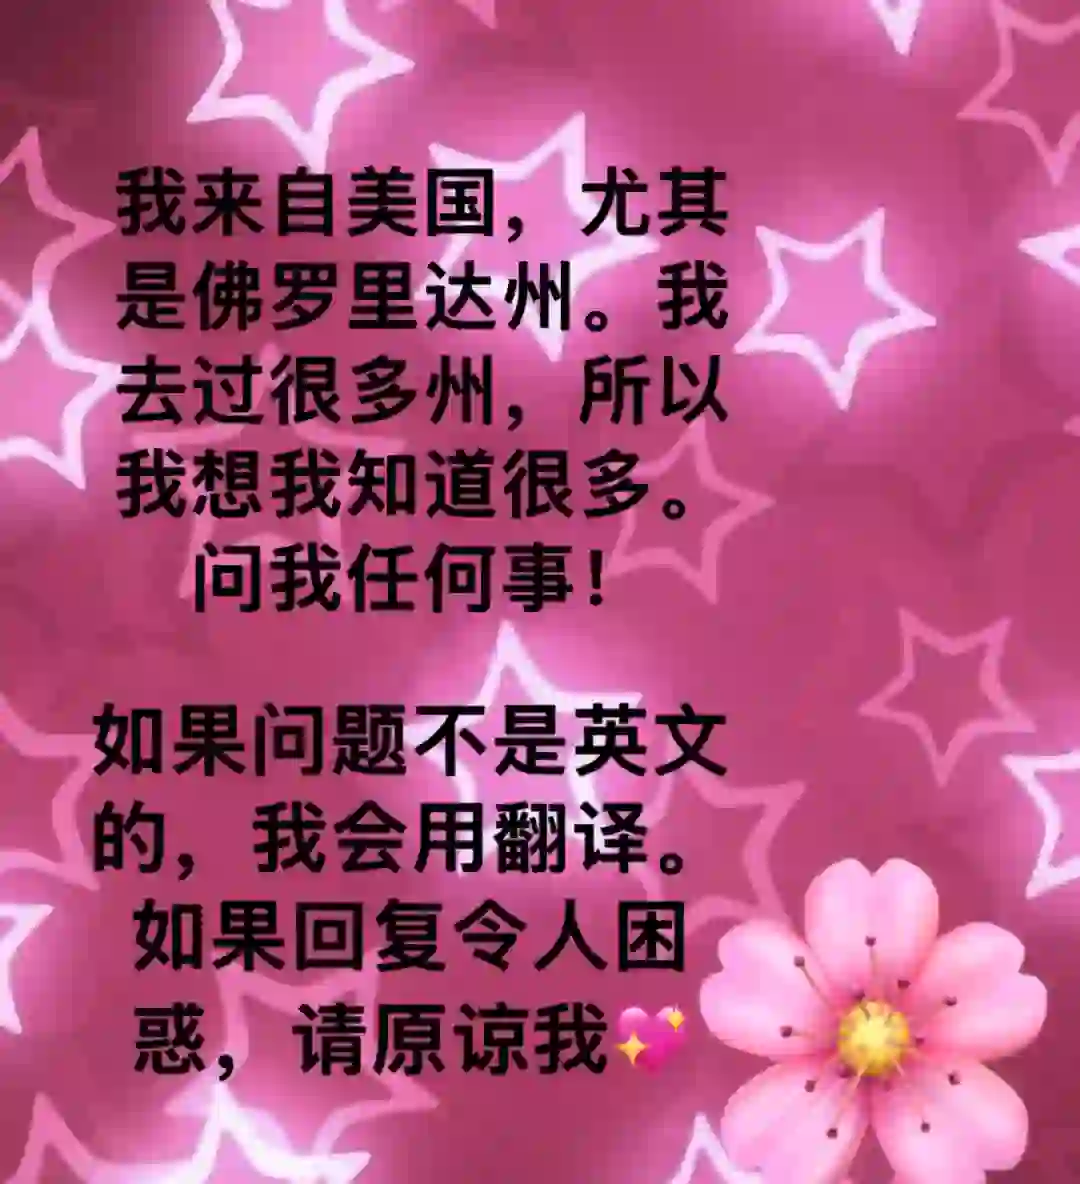 我来自美国，尤其
是佛罗里达州。我
去过很多州，所以
我想我知道很多。
问我任何事！
如果问题不是英文
的，我会用翻译。
如果回复令人困
惑，请原谅我💖